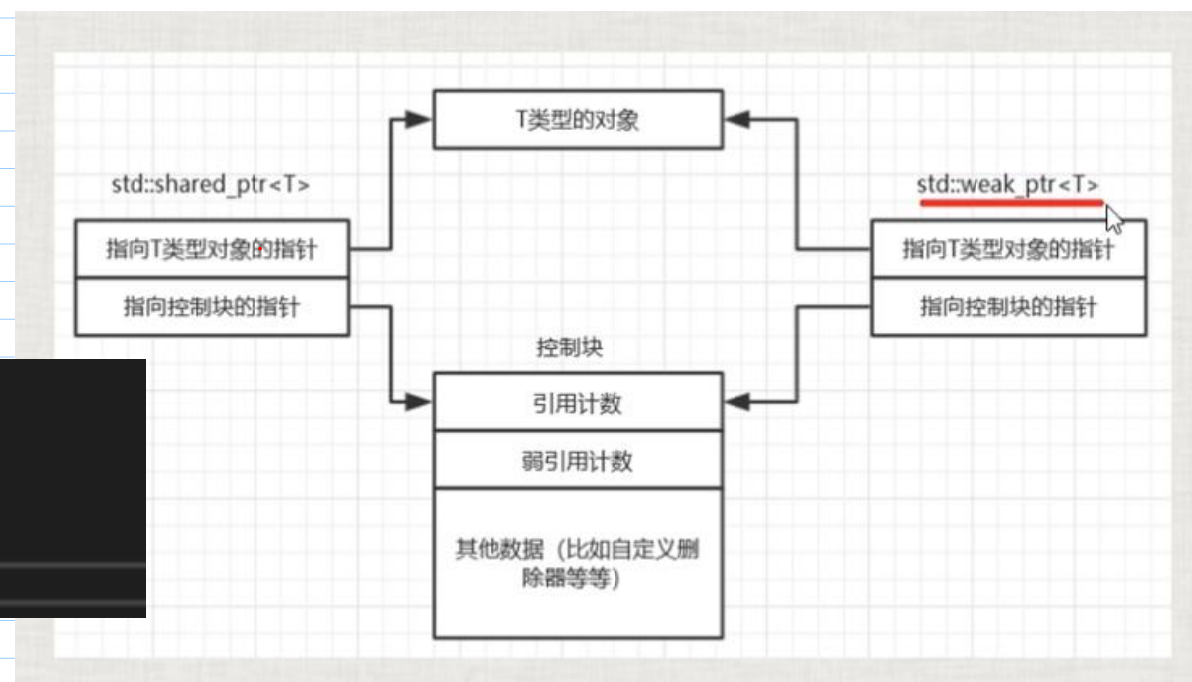 T类型的对象
std::shared_ptr<T>
std::weak_ptr<T>
指向T类型对象的指针
指向T类型对象的指针
指向控制块的指针
指向控制块的指针
控制块
引用计数
弱引用计数
其他数据（比如自定义删
除器等等）